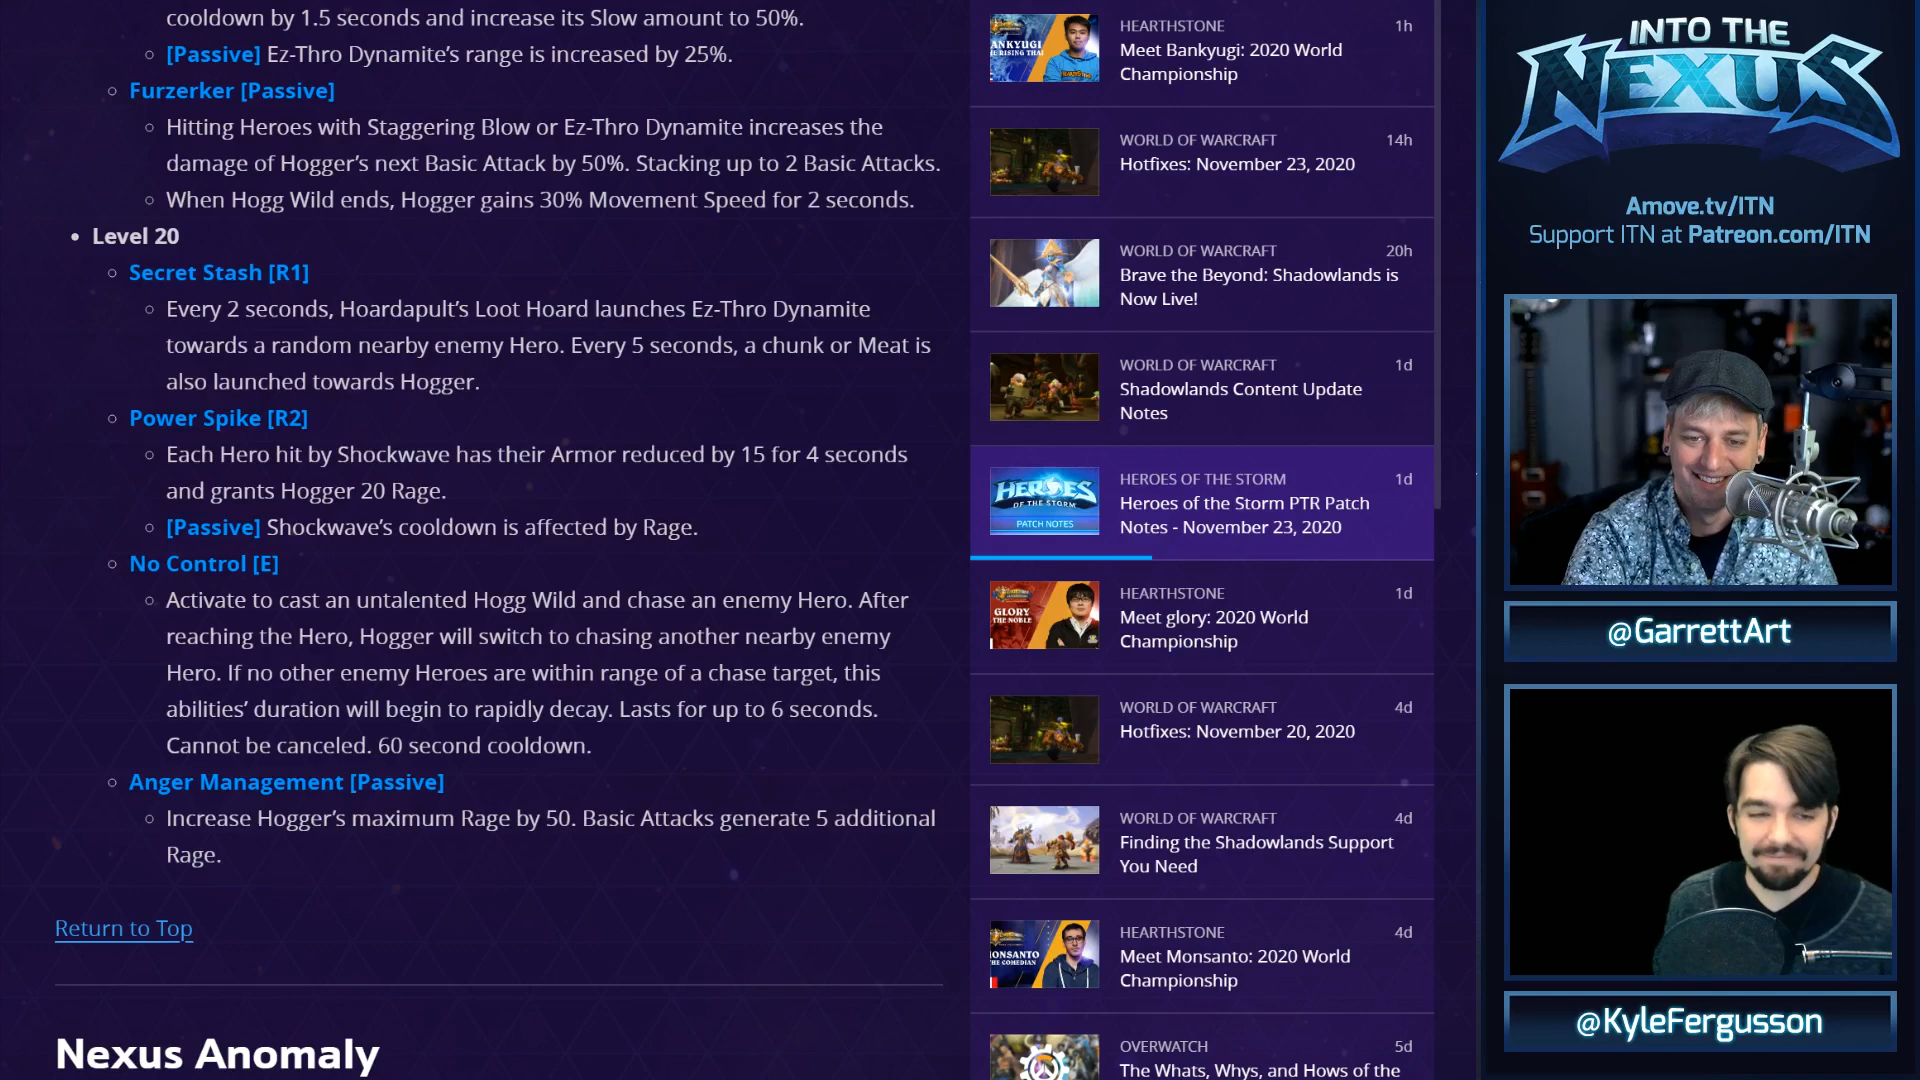 cooldown by 1.5 seconds and increase its Slow amount to 50%.
[Passive] Ez-Thro Dynamite’s range is increased by 25%.
Furzerker [Passive]
Hitting Heroes with Staggering Blow or Ez-Thro Dynamite increases the
damage of Hogger’s next Basic Attack by 50%. Stacking up to 2 Basic Attacks.
When Hogg Wild ends, Hogger gains 30% Movement Speed for 2 seconds.
Level 20
Secret Stash [R1]
Every 2 seconds, Hoardapult’s Loot Hoard launches Ez-Thro Dynamite
towards a random nearby enemy Hero. Every 5 seconds, a chunk or Meat is
also launched towards Hogger.
Power Spike [R2]
Each Hero hit by Shockwave has their Armor reduced by 15 for 4 seconds
and grants Hogger 20 Rage.
[Passive] Shockwave’s cooldown is affected by Rage.
No Control [E]
Activate to cast an untalented Hogg Wild and chase an enemy Hero. After
reaching the Hero, Hogger will switch to chasing another nearby enemy
Hero. If no other enemy Heroes are within range of a chase target, this
abilities’ duration will begin to rapidly decay. Lasts for up to 6 seconds.
Cannot be canceled. 60 second cooldown.
Anger Management [Passive]
Increase Hogger’s maximum Rage by 50. Basic Attacks generate 5 additional
Rage.
Return to Top
Nexus Anomaly
HEARTHSTONE 1h
Meet Bankyugi: 2020 World
Championship
WORLD OF WARCRAFT 14h
Hotfixes: November 23, 2020
WORLD OF WARCRAFT 20h
Brave the Beyond: Shadowlands is
Now Live!
WORLD OF WARCRAFT 1d
Shadowlands Content Update
Notes
HEROES
OF THE STORM
PATCH NOTES
HEROES OF THE STORM 1d
Heroes of the Storm PTR Patch
Notes - November 23, 2020
GLORY
THE NOBLE
HEARTHSTONE 1d
Meet glory: 2020 World
Championship
WORLD OF WARCRAFT 4d
Hotfixes: November 20, 2020
WORLD OF WARCRAFT 4d
Finding the Shadowlands Support
You Need
ONSANTO
HE COMEDIAN
HEARTHSTONE 4d
Meet Monsanto: 2020 World
Championship
OVERWATCH 5d
The Whats, Whys, and Hows of the
INTO THE
NEXUS
Amove.tv/ITN
Support ITN at Patreon.com/ITN
@GarrettArt
@KyleFergusson